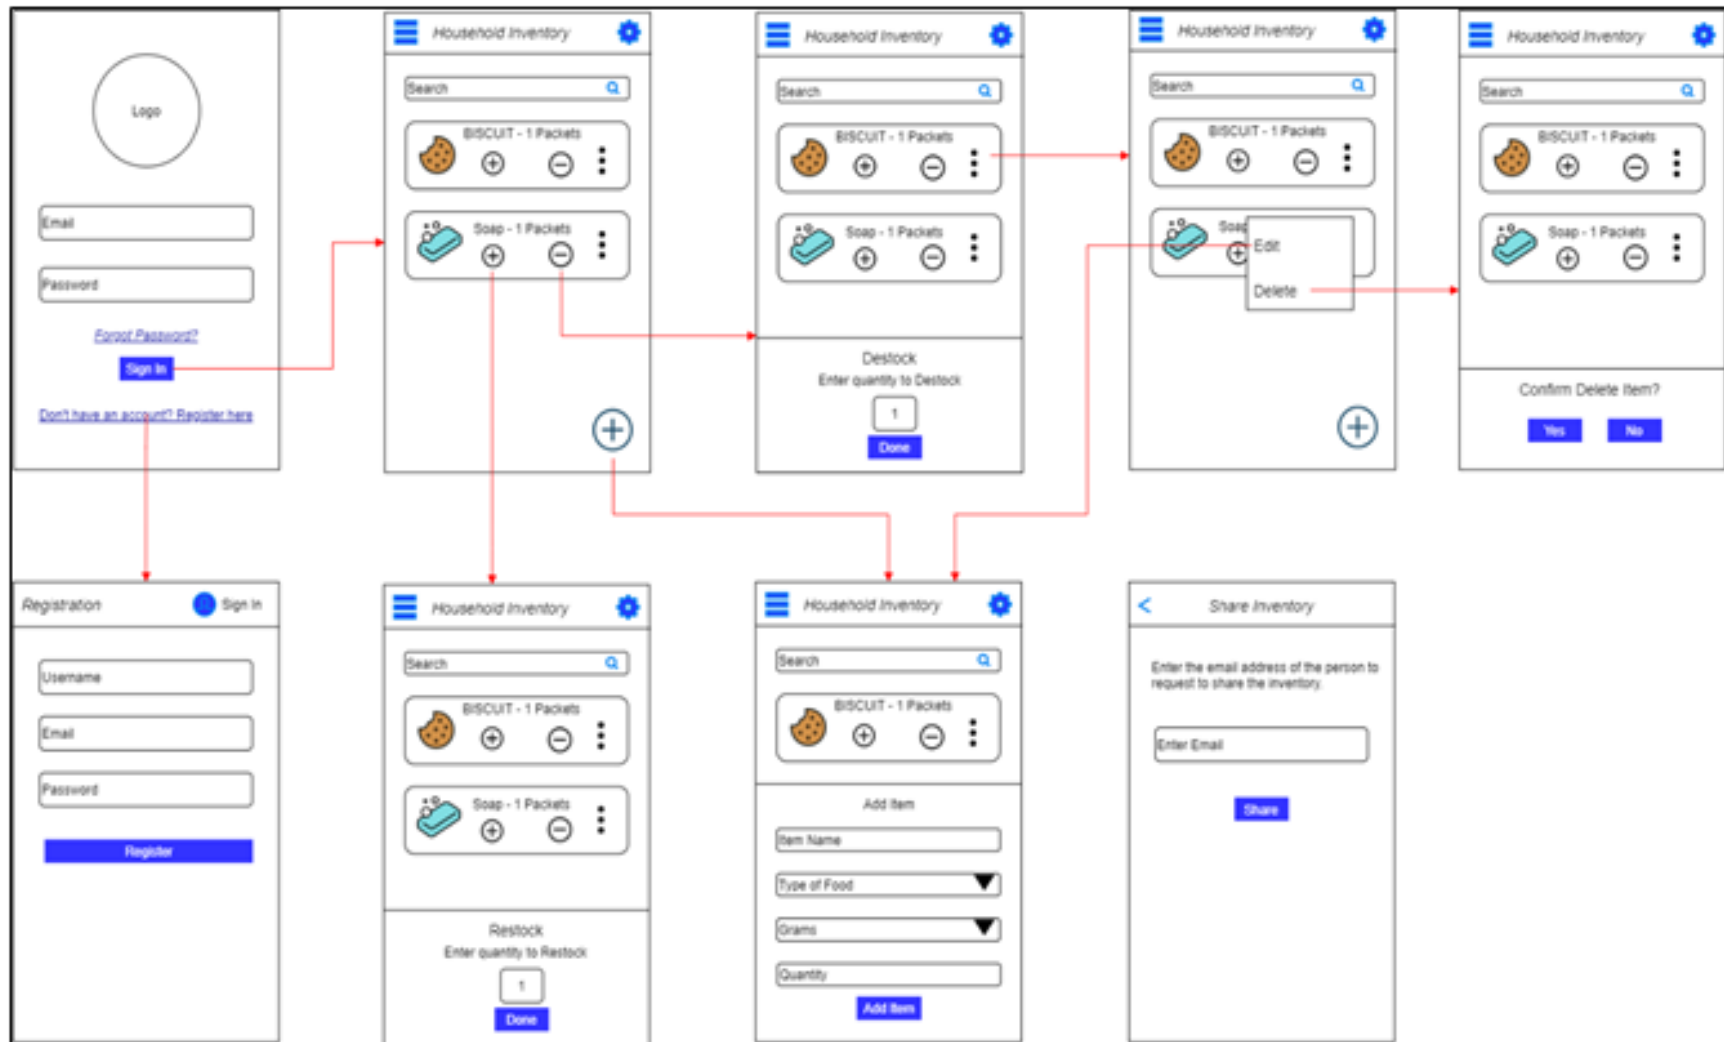 Logo
Email
Password
Forgot Password?
Sign In
Don't have an account? Register here
Household Inventory
Search
BISCUIT - 1 Packets
Soap - 1 Packets
Household Inventory
Search
BISCUIT - 1 Packets
Soap - 1 Packets
Destock
Enter quantity to Destock
1
Done
Household Inventory
Search
BISCUIT - 1 Packets
Soap
Edit
Delete
Household Inventory
Search
BISCUIT - 1 Packets
Soap - 1 Packets
Confirm Delete Item?
Yes No
Registration Sign In
Username
Email
Password
Register
Household Inventory
Search
BISCUIT - 1 Packets
Soap - 1 Packets
Restock
Enter quantity to Restock
1
Done
Household Inventory
Search
BISCUIT - 1 Packets
Add Item
Item Name
Type of Food
Grams
Quantity
Add Item
< Share Inventory
Enter the email address of the person to
request to share the inventory.
Enter Email
Share